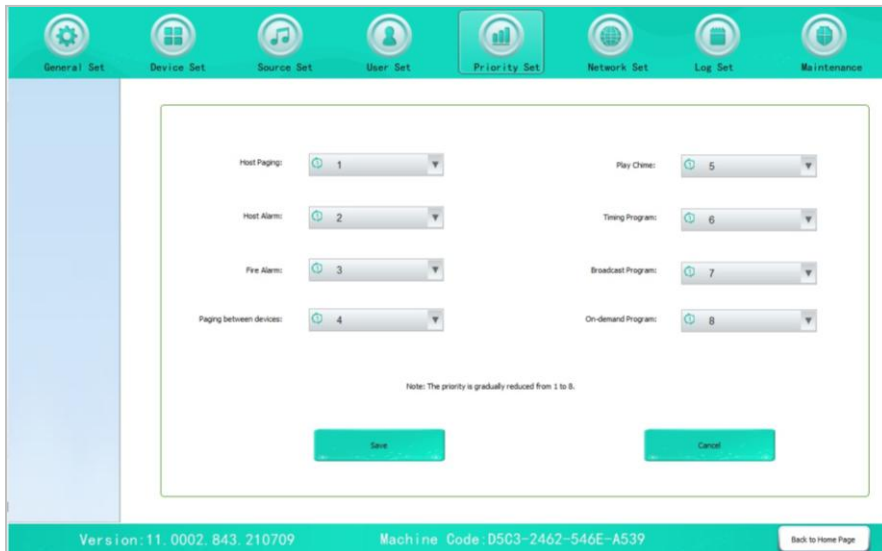 General Set Device Set Source Set User Set Priority Set Network Set Log Set Maintenance
Host Paging: 1 Play Chime: 5
Host Alarm: 2 Timing Program: 6
Fire Alarm: 3 Broadcast Program: 7
Paging between devices: 4 On-demand Program: 8
Note: The priority is gradually reduced from 1 to 8.
Save Cancel
Version:11.0002.843.210709 Machine Code:D5C3-2462-546E-A539 Back to Home Page